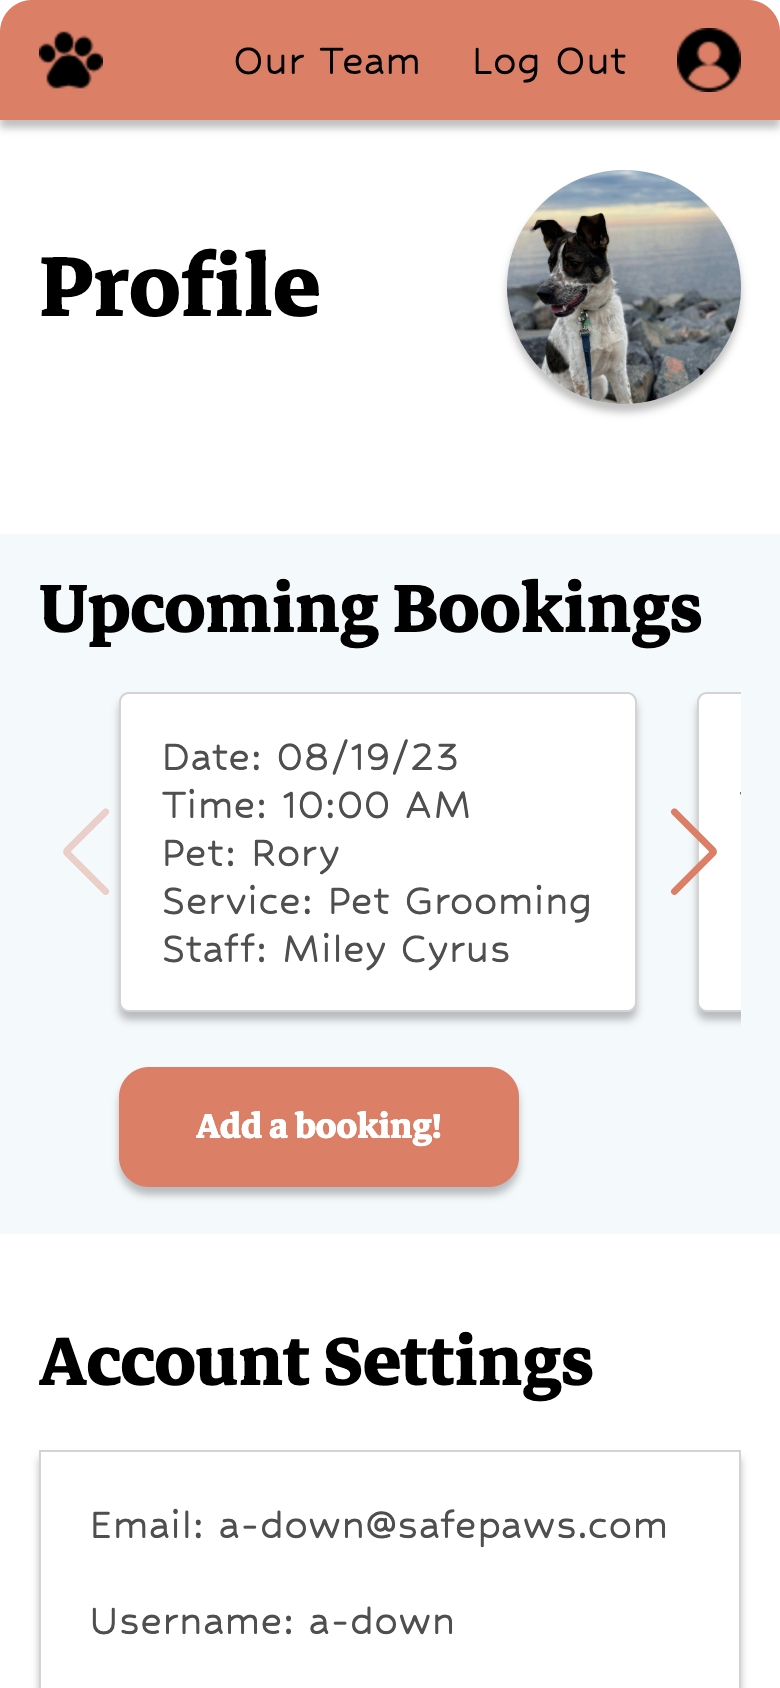 Our Team Log Out
Profile
Upcoming Bookings
Date: 08/19/23
Time: 10:00 AM
Pet: Rory
Service: Pet Grooming
Staff: Miley Cyrus
Add a booking!
Account Settings
Email: a-down@safepaws.com
Username: a-down